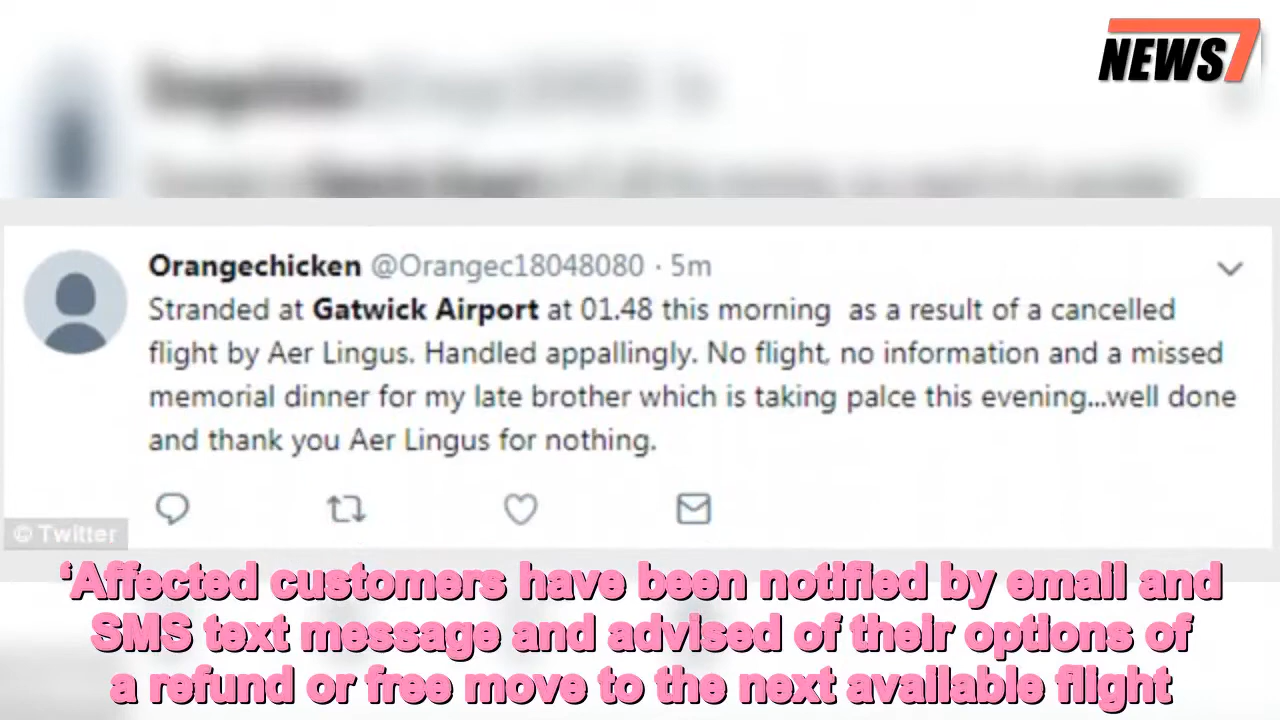 NEWS7
Orangechicken @Orangec18048080 · 5m
Stranded at Gatwick Airport at 01.48 this morning as a result of a cancelled
flight by Aer Lingus. Handled appallingly. No flight, no information and a missed
memorial dinner for my late brother which is taking palce this evening...well done
and thank you Aer Lingus for nothing.
© Twitter
‘Affected customers have been notified by email and
SMS text message and advised of their options of
a refund or free move to the next available flight